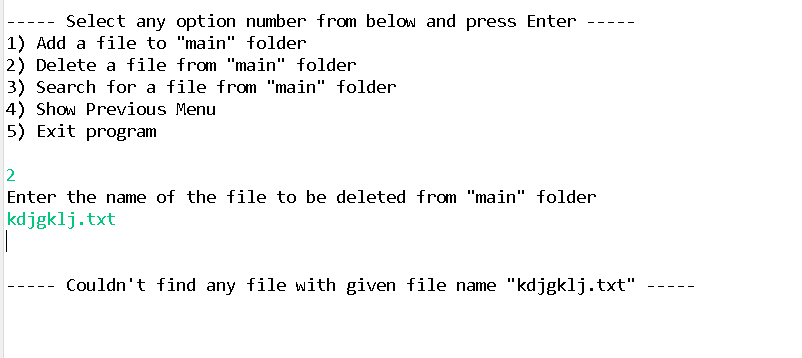 ----- Select any option number from below and press Enter -----
1) Add a file to "main" folder
2) Delete a file from "main" folder
3) Search for a file from "main" folder
4) Show Previous Menu
5) Exit program
2
Enter the name of the file to be deleted from "main" folder
kdjgklj.txt
----- Couldn't find any file with given file name "kdjgklj.txt" -----